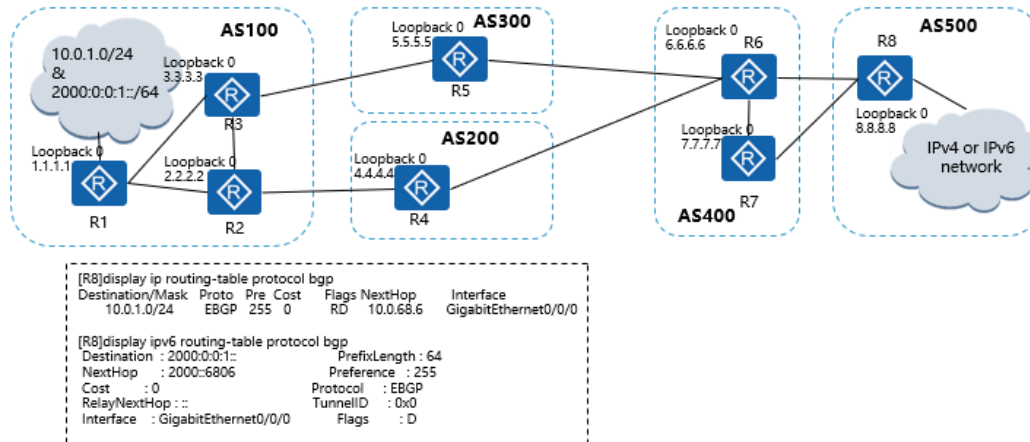 AS100
10.0.1.0/24
&
2000:0:0:1::/64
Loopback 0
3.3.3.3
R3
Loopback 0
1.1.1.1
R1
Loopback 0
2.2.2.2
R2
AS300
Loopback 0
5.5.5.5
R5
AS200
Loopback 0
4.4.4.4
R4
Loopback 0
6.6.6.6
R6
7.7.7.7
R7
AS400
AS500
R8
Loopback 0
8.8.8.8
IPv4 or IPv6
network
[R8]display ip routing-table protocol bgp
Destination/Mask Proto Pre Cost Flags NextHop Interface
10.0.1.0/24 EBGP 255 0 RD 10.0.68.6 GigabitEthernet0/0/0
[R8]display ipv6 routing-table protocol bgp
Destination : 2000:0:0:1:: PrefixLength : 64
NextHop : 2000::6806 Preference : 255
Cost : 0 Protocol : EBGP
RelayNextHop : :: TunnelID : 0x0
Interface : GigabitEthernet0/0/0 Flags : D